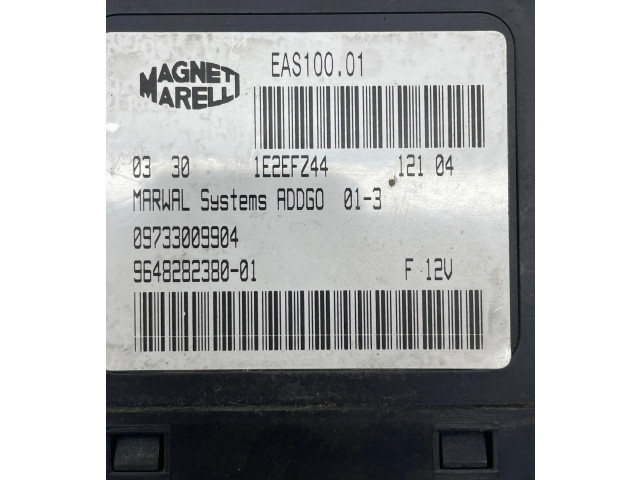 MAGNETI
MARELLI
EAS100.01
03 30 1E2EFZ44 121 04
MARWAL Systems ADDGO 01-3
09733009904
9648282380-01 F 12V